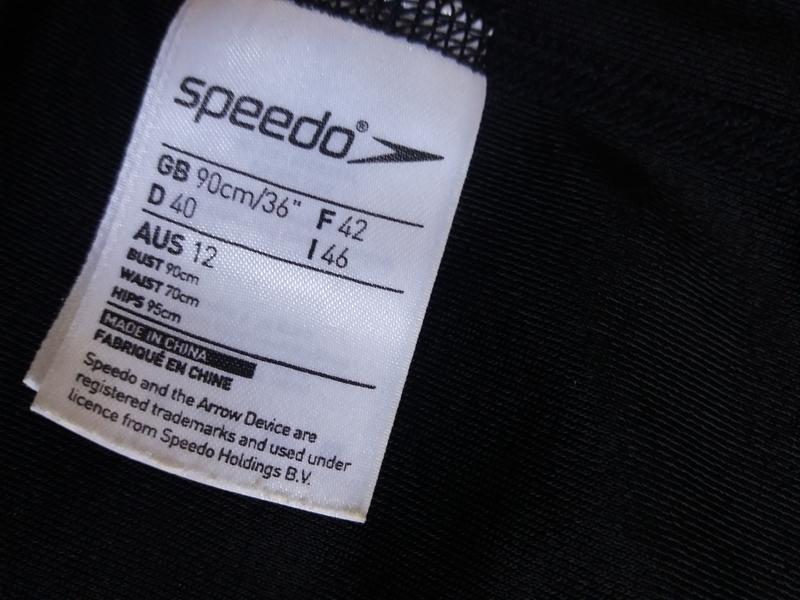 speedo®
GB 90cm/36" F 42
D 40 I 46
AUS 12
BUST 90cm
WAIST 70cm
HIPS 95cm
MADE IN CHINA
FABRIQUÉ EN CHINE
Speedo and the Arrow Device are
registered trademarks and used under
licence from Speedo Holdings B.V.